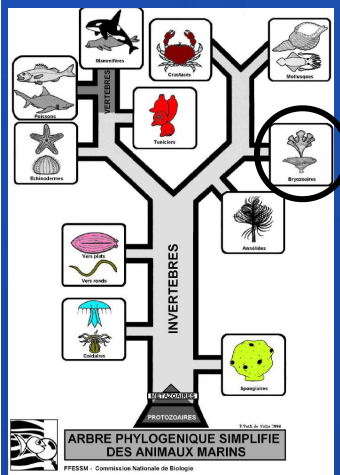 Mammifères
Crustacés
Mollusques
Poissons
VERTEBRES
Tuniciers
Echinodermes
Bryozoaires
Annélides
Vers plats
Vers ronds
INVERTEBRES
Cnidaires
Spongiaires
METAZOAIRES
PROTOZOAIRES
ARBRE PHYLOGENIQUE SIMPLIFIE
DES ANIMAUX MARINS
FFESSM - Commission Nationale de Biologie